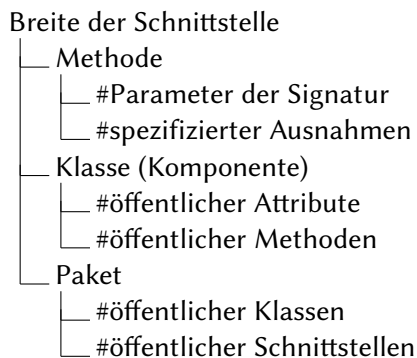 Breite der Schnittstelle
Methode
#Parameter der Signatur
#spezifizierter Ausnahmen
Klasse (Komponente)
#öffentlicher Attribute
#öffentlicher Methoden
Paket
#öffentlicher Klassen
#öffentlicher Schnittstellen